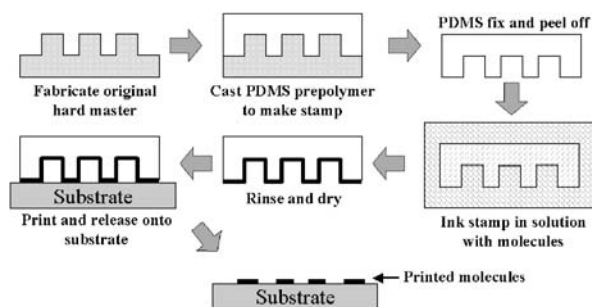 Fabricate original
hard master
Cast PDMS prepolymer
to make stamp
PDMS fix and peel off
Ink stamp in solution
with molecules
Rinse and dry
Substrate
Print and release onto
substrate
Printed molecules
Substrate